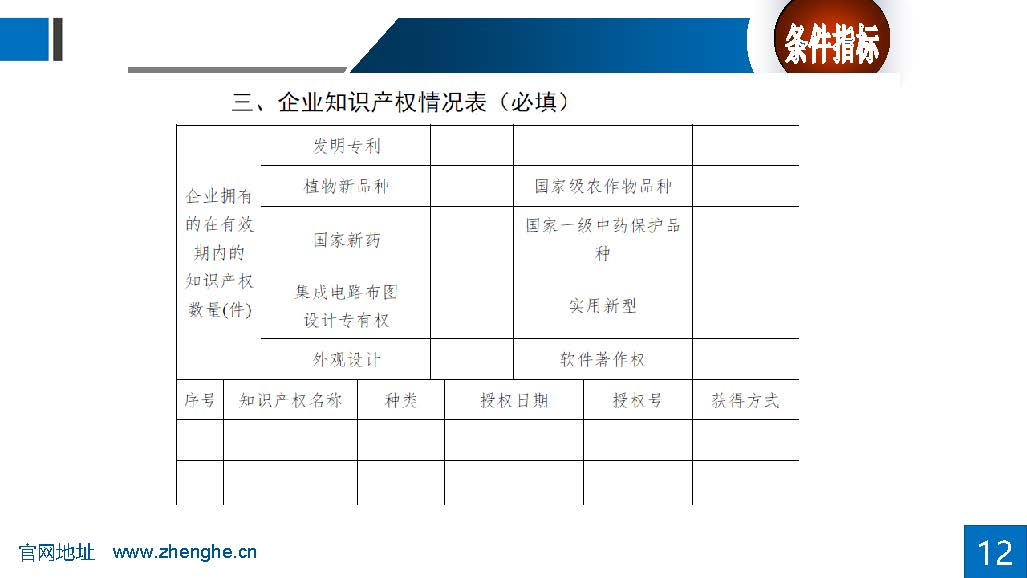 条件指标
三、企业知识产权情况表（必填）
发明专利
企业拥有
的在有效
期内的
知识产权
数量(件)
植物新品种
国家级农作物品种
国家新药
国家一级中药保护品
种
集成电路布图
设计专有权
实用新型
外观设计
软件著作权
序号 知识产权名称 种类 授权日期 授权号 获得方式
官网地址 www.zhenghe.cn
12